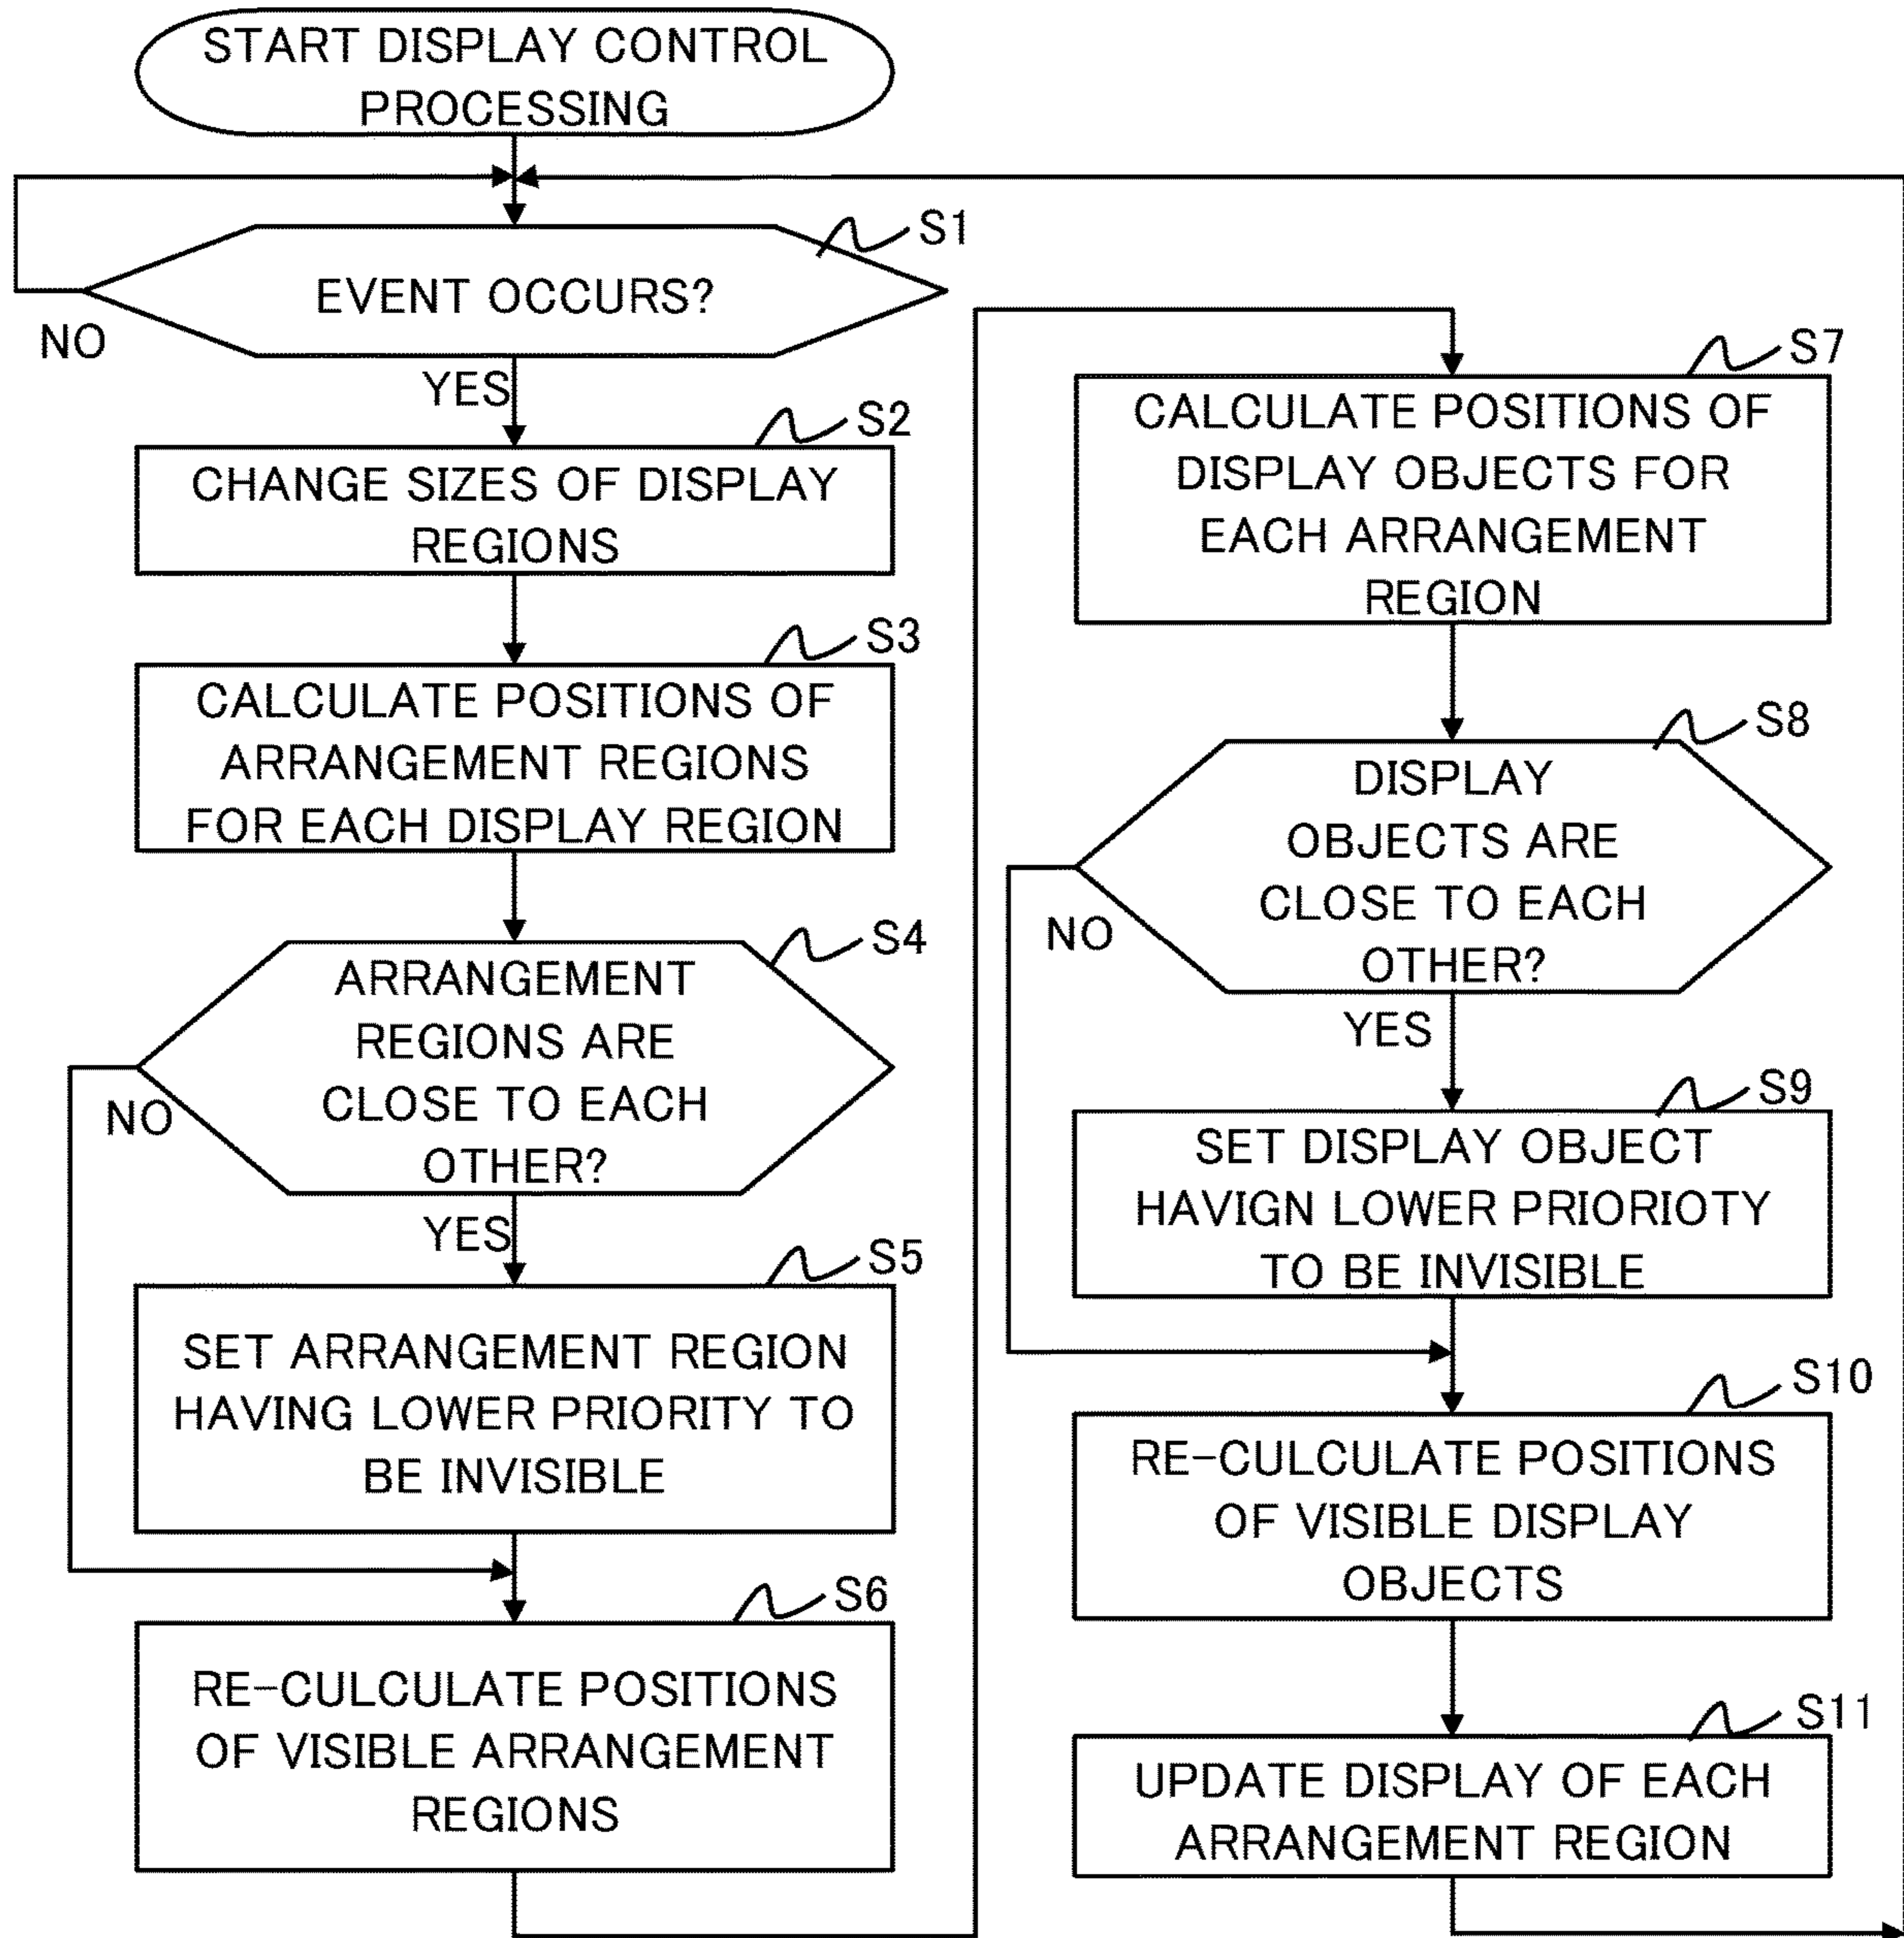 START DISPLAY CONTROL
PROCESSING
S1
EVENT OCCURS?
NO
YES
S2
CHANGE SIZES OF DISPLAY
REGIONS
S3
CALCULATE POSITIONS OF
ARRANGEMENT REGIONS
FOR EACH DISPLAY REGION
S4
ARRANGEMENT
REGIONS ARE
CLOSE TO EACH
OTHER?
NO
YES
S5
SET ARRANGEMENT REGION
HAVING LOWER PRIORITY TO
BE INVISIBLE
S6
RE-CULCULATE POSITIONS
OF VISIBLE ARRANGEMENT
REGIONS
S7
CALCULATE POSITIONS OF
DISPLAY OBJECTS FOR
EACH ARRANGEMENT
REGION
S8
DISPLAY
OBJECTS ARE
CLOSE TO EACH
OTHER?
NO
YES
S9
SET DISPLAY OBJECT
HAVIGN LOWER PRIORIOTY
TO BE INVISIBLE
S10
RE-CULCULATE POSITIONS
OF VISIBLE DISPLAY
OBJECTS
S11
UPDATE DISPLAY OF EACH
ARRANGEMENT REGION